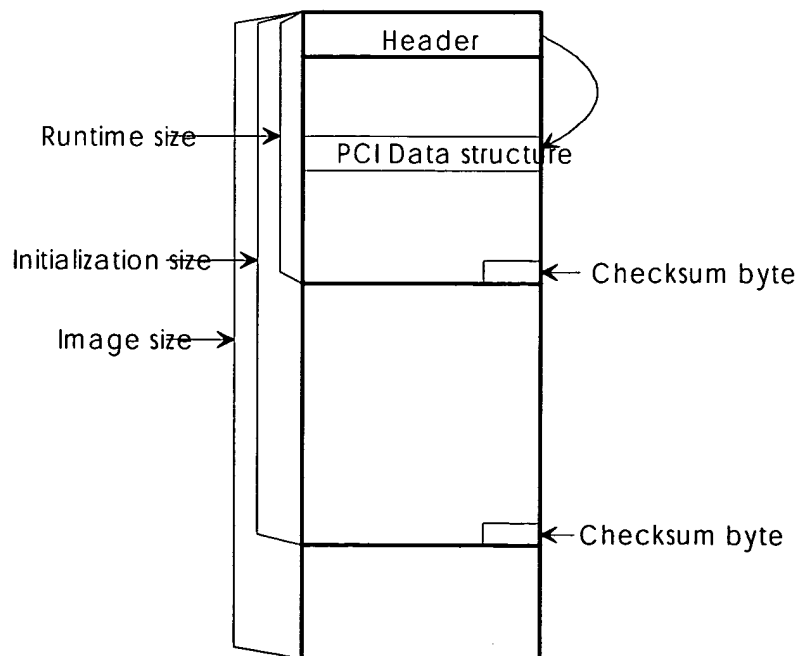 Header
Runtime size
PCI Data structure
Initialization size
Checksum byte
Image size
Checksum byte